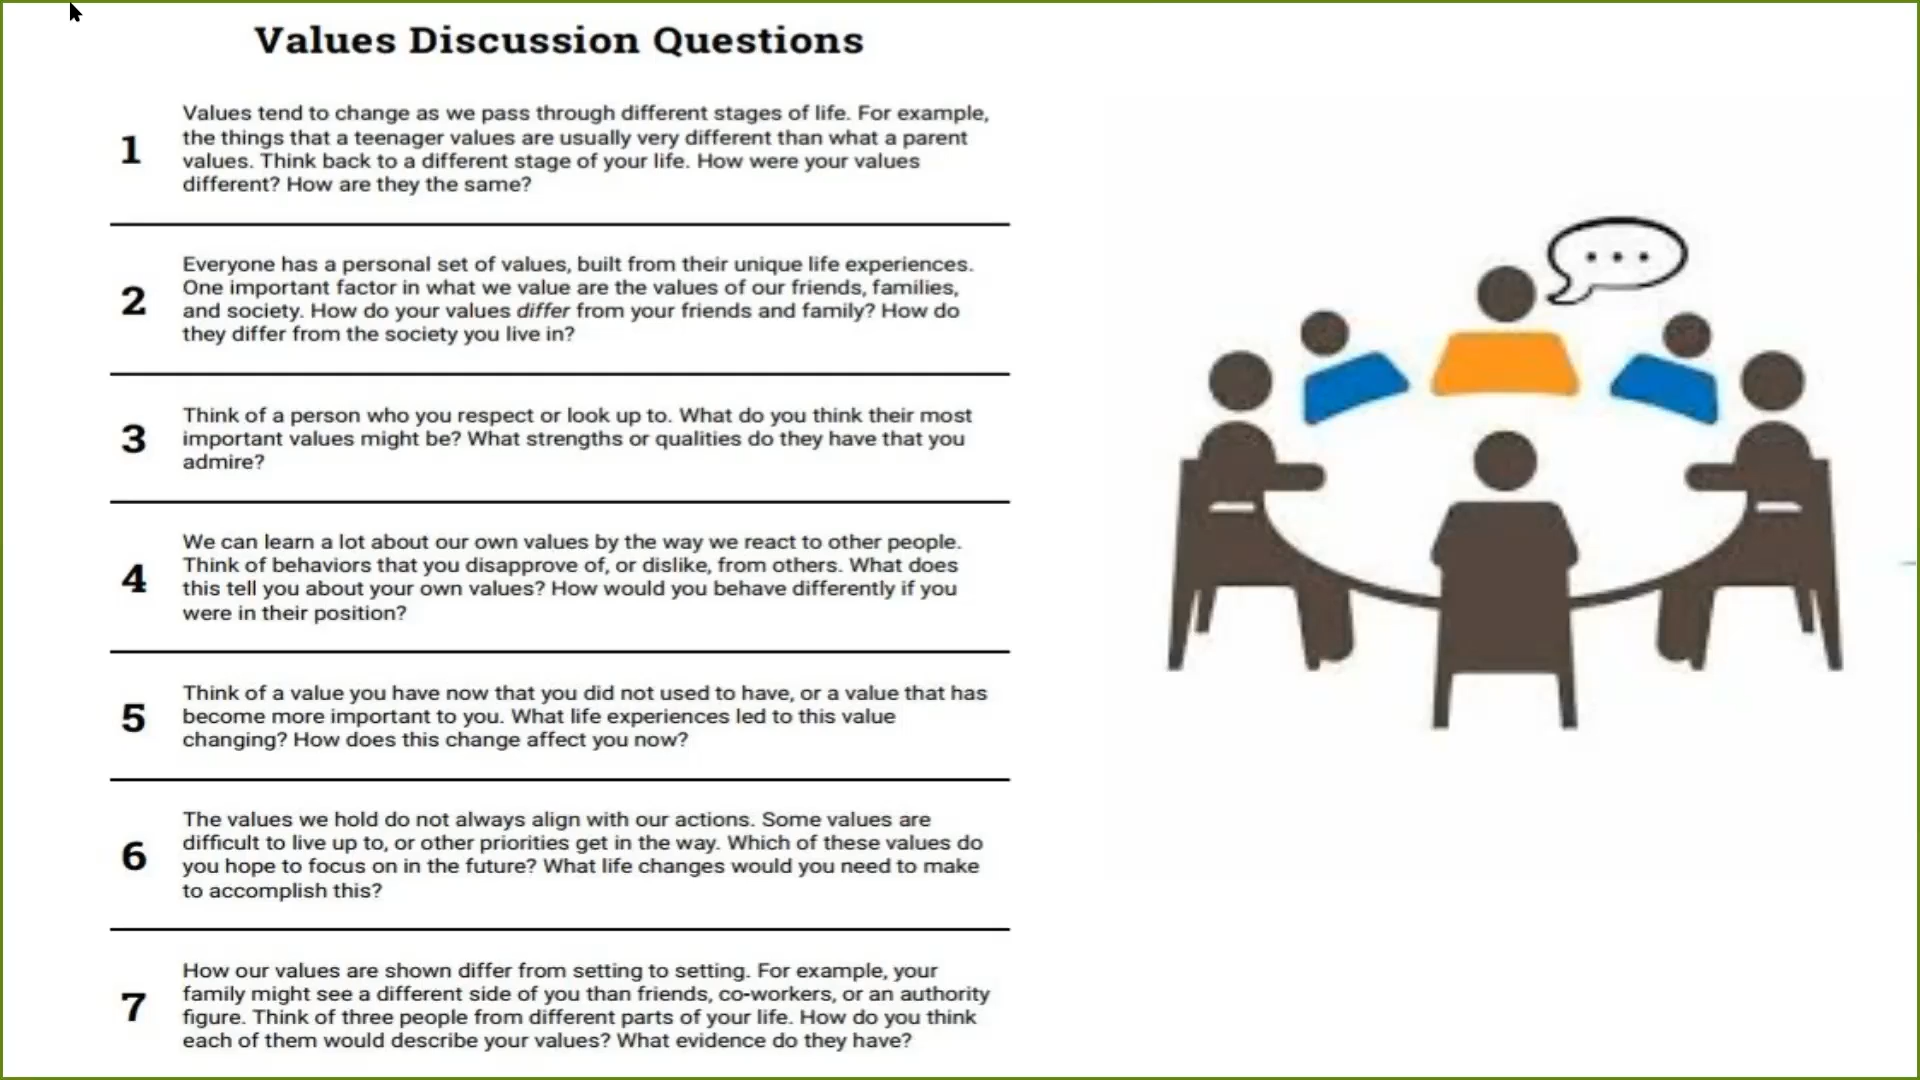 Values Discussion Questions
1
Values tend to change as we pass through different stages of life. For example,
the things that a teenager values are usually very different than what a parent
values. Think back to a different stage of your life. How were your values
different? How are they the same?
2
Everyone has a personal set of values, built from their unique life experiences.
One important factor in what we value are the values of our friends, families,
and society. How do your values differ from your friends and family? How do
they differ from the society you live in?
3
Think of a person who you respect or look up to. What do you think their most
important values might be? What strengths or qualities do they have that you
admire?
4
We can learn a lot about our own values by the way we react to other people.
Think of behaviors that you disapprove of, or dislike, from others. What does
this tell you about your own values? How would you behave differently if you
were in their position?
5
Think of a value you have now that you did not used to have, or a value that has
become more important to you. What life experiences led to this value
changing? How does this change affect you now?
6
The values we hold do not always align with our actions. Some values are
difficult to live up to, or other priorities get in the way. Which of these values do
you hope to focus on in the future? What life changes would you need to make
to accomplish this?
7
How our values are shown differ from setting to setting. For example, your
family might see a different side of you than friends, co-workers, or an authority
figure. Think of three people from different parts of your life. How do you think
each of them would describe your values? What evidence do they have?